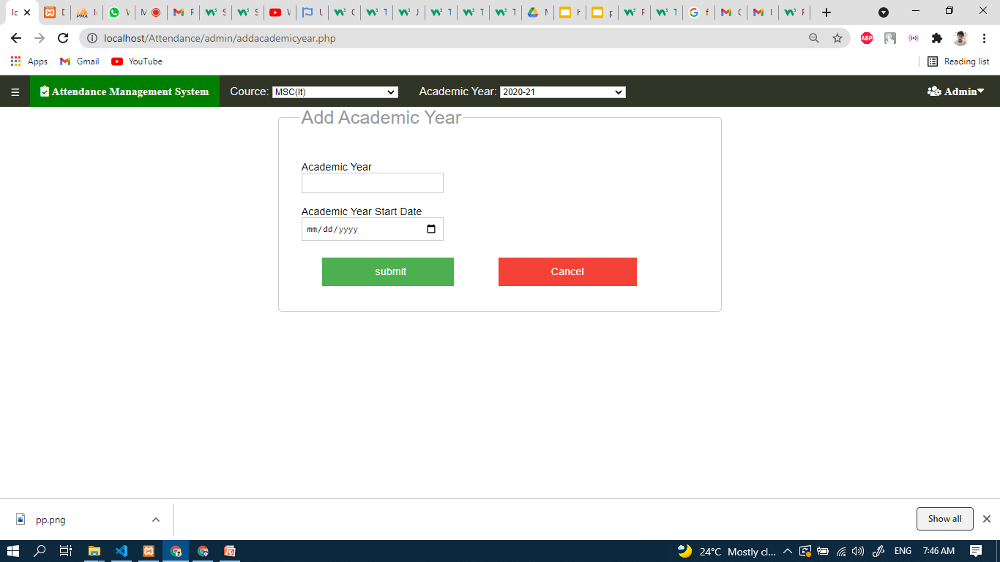 localhost/Attendance/admin/addacademicyear.php
Apps Gmail YouTube Reading list
☰ Attendance Management System Cource: MSC(It) Academic Year: 2020-21 Admin
Add Academic Year
Academic Year
Academic Year Start Date
mm/dd/yyyy
submit Cancel
pp.png Show all
24°C Mostly cl... ENG 7:46 AM